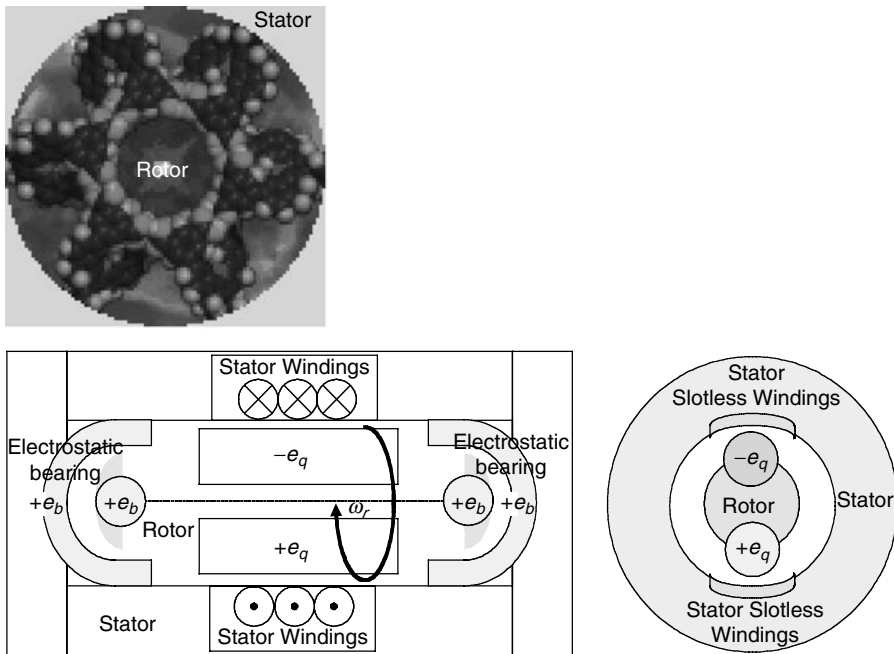 Stator
Rotor
Stator Windings
Electrostatic
bearing
Electrostatic
bearing
−e_q
+e_b
+e_b
ω_r
+e_b
+e_b
Rotor
+e_q
Stator
Stator Windings
Stator
Slotless Windings
−e_q
Rotor
Stator
+e_q
Stator Slotless
Windings